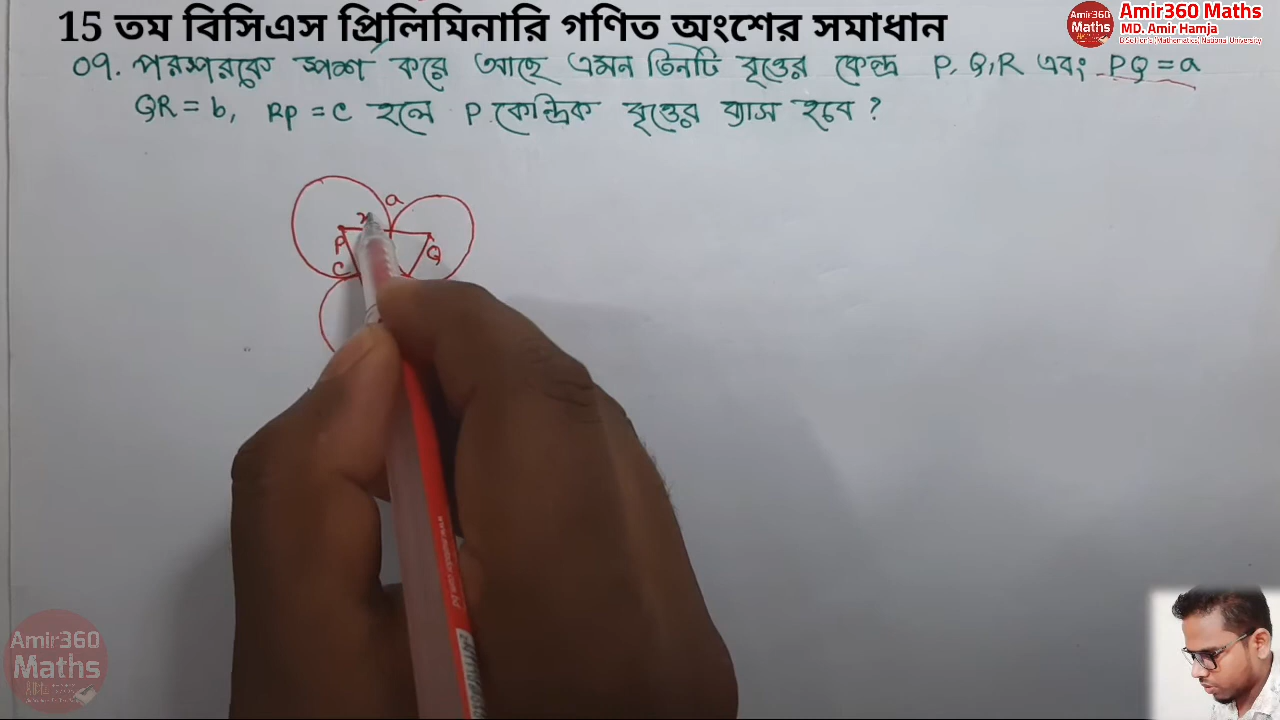 15 তম বিসিএস প্রিলিমিনারি গণিত অংশের সমাধান
Amir360 Maths
MD. Amir Hamja
০9. পরস্পরকে স্পর্শ করে আছে এমন তিনটি বৃত্তের কেন্দ্র P, Q, R এবং PQ = a
QR = b, RP = c হলে P কেন্দ্রিক বৃত্তের ব্যাস হবে ?
a
x
P
Q
C
Amir360
Maths